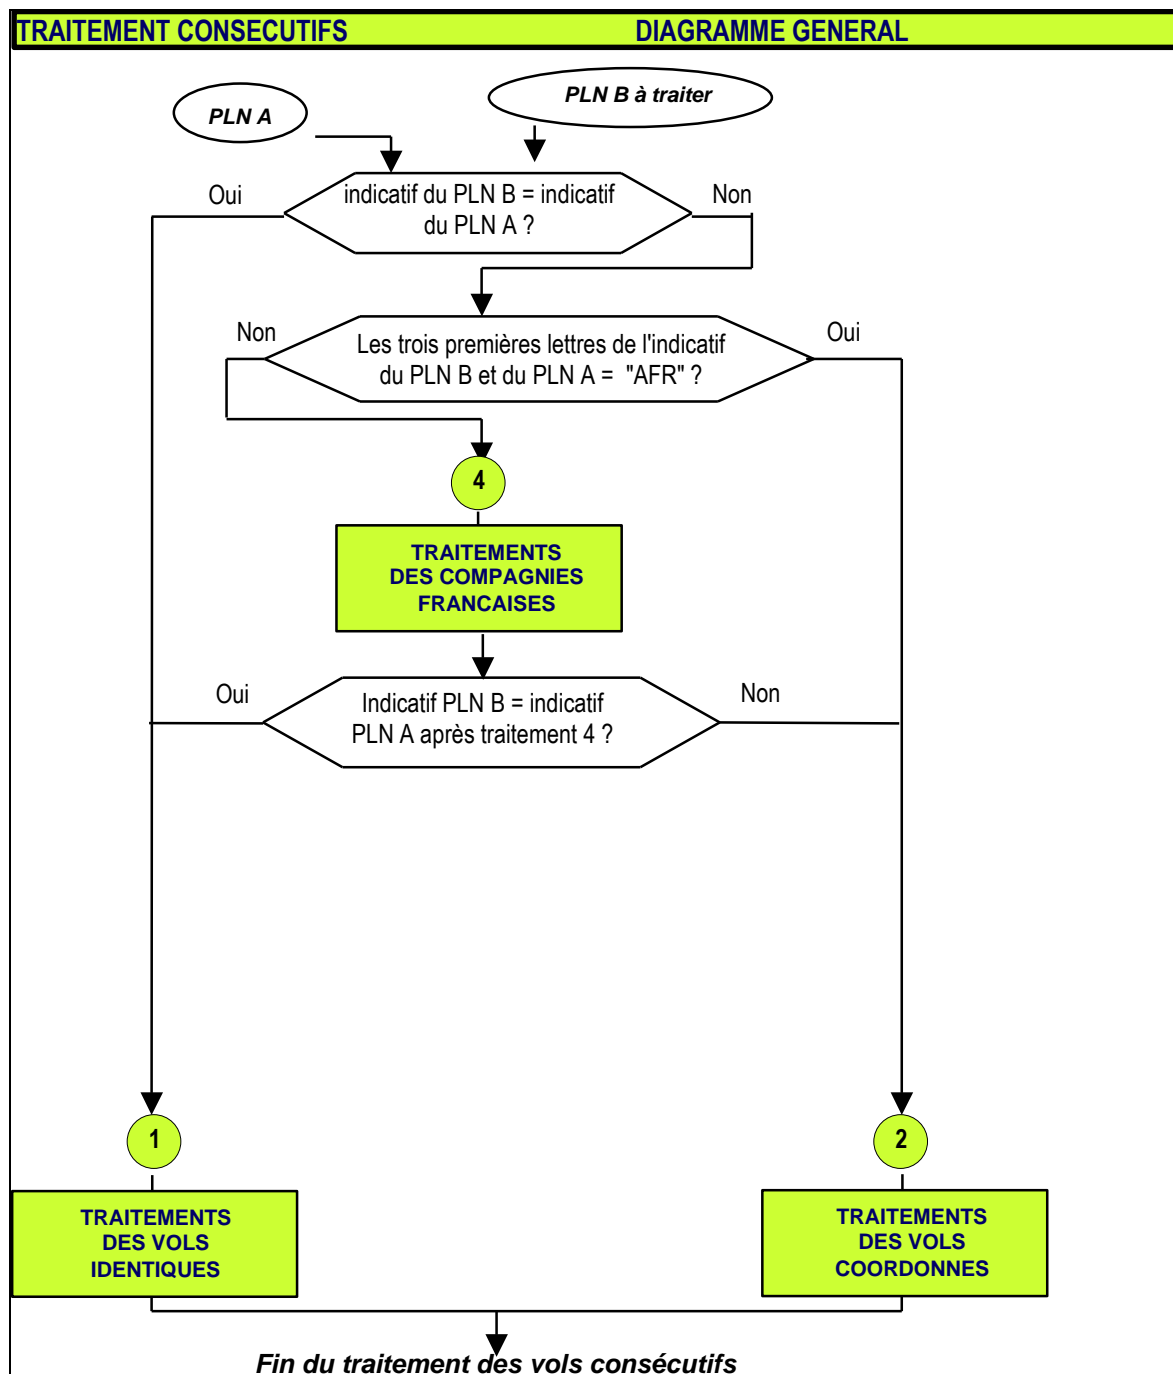 TRAITEMENT CONSECUTIFS DIAGRAMME GENERAL
PLN A
PLN B à traiter
Oui
indicatif du PLN B = indicatif
du PLN A ?
Non
Non
Les trois premières lettres de l'indicatif
du PLN B et du PLN A = "AFR" ?
Oui
4
TRAITEMENTS
DES COMPAGNIES
FRANCAISES
Oui
Indicatif PLN B = indicatif
PLN A après traitement 4 ?
Non
1
2
TRAITEMENTS
DES VOLS
IDENTIQUES
TRAITEMENTS
DES VOLS
COORDONNES
Fin du traitement des vols consécutifs